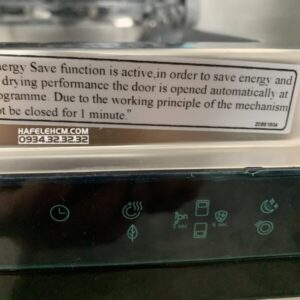 nergy Save function is active,in order to save energy and
drying performance the door is opened automatically at
ogramme. Due to the working principle of the mechanism
ot be closed for 1 minute."
HAFELEHCM.COM
0934.32.32.32